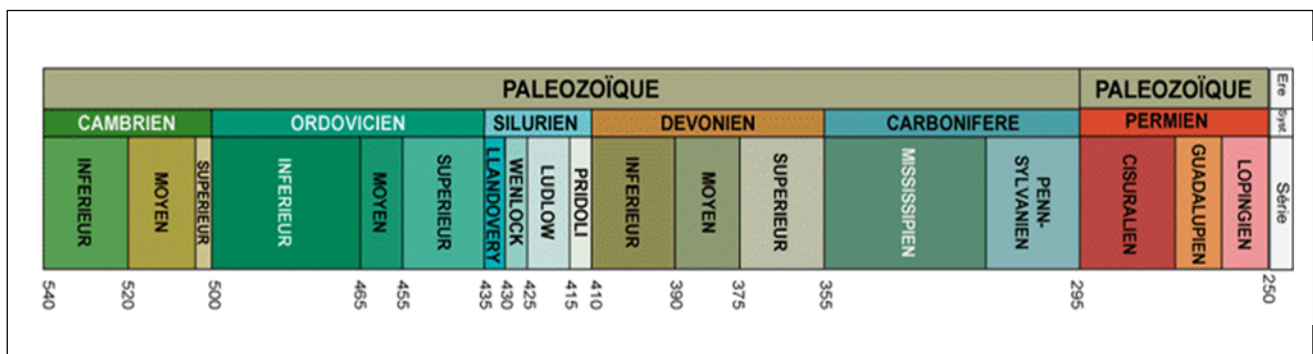 PALEOZOÏQUE PALEOZOÏQUE Ere
CAMBRIEN ORDOVICIEN SILURIEN DEVONIEN CARBONIFERE PERMIEN Syst.
INFERIEUR
MOYEN
SUPERIEUR
INFERIEUR
MOYEN
SUPERIEUR
LLANDOVERY
WENLOCK
LUDLOW
PRIDOLI
INFERIEUR
MOYEN
SUPERIEUR
MISSISSIPIEN
PENN-
SYLVANIEN
CISURALIEN
GUADALUPIEN
LOPINGIEN
Série
540 520 500 465 455 435 430 425 415 410 390 375 355 295 250